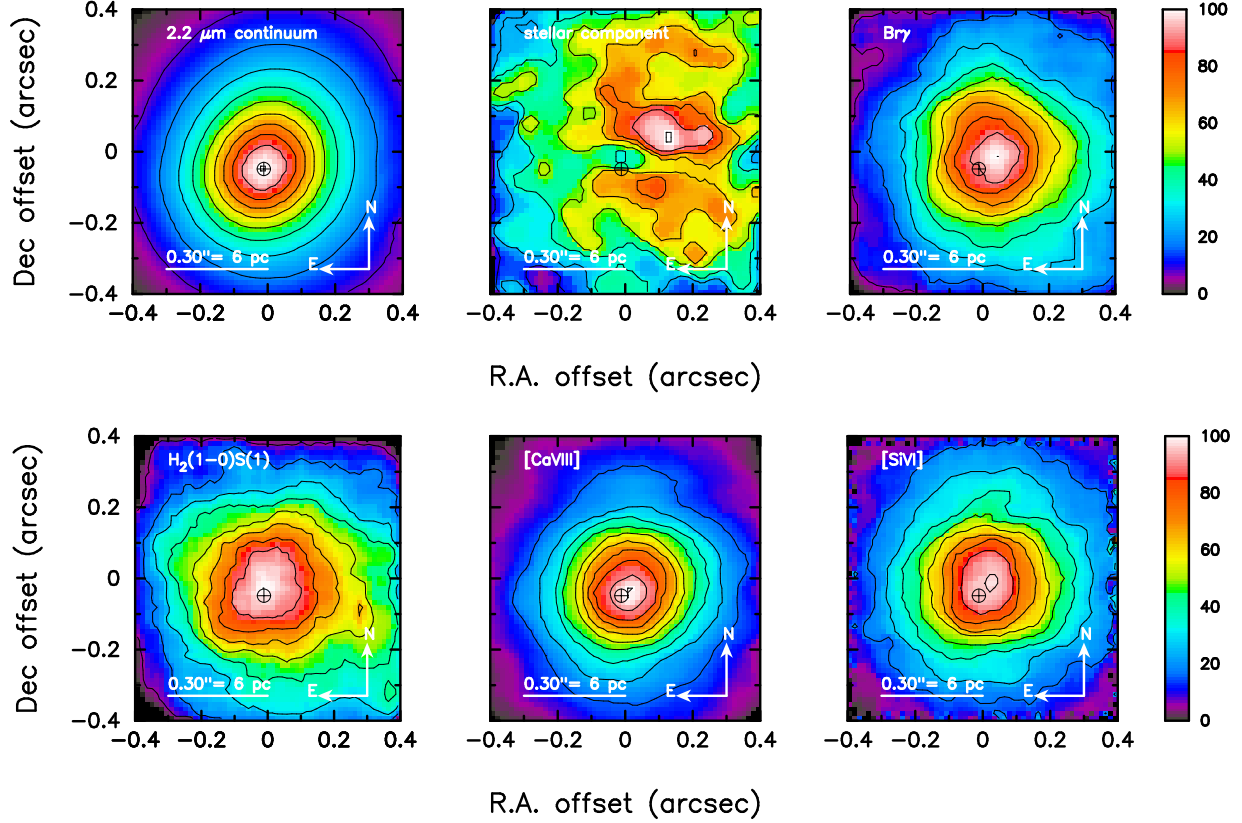 2.2 μm continuum
stellar component
Brγ
100
80
60
40
20
0
Dec offset (arcsec)
0.4
0.2
0
−0.2
−0.4
N
E
0.30"= 6 pc
N
E
0.30"= 6 pc
N
E
0.30"= 6 pc
−0.4 −0.2 0 0.2 0.4
−0.4 −0.2 0 0.2 0.4
−0.4 −0.2 0 0.2 0.4
R.A. offset (arcsec)
H₂(1−0)S(1)
[CaVIII]
[SiVI]
100
80
60
40
20
0
Dec offset (arcsec)
0.4
0.2
0
−0.2
−0.4
N
E
0.30"= 6 pc
N
E
0.30"= 6 pc
N
E
0.30"= 6 pc
−0.4 −0.2 0 0.2 0.4
−0.4 −0.2 0 0.2 0.4
−0.4 −0.2 0 0.2 0.4
R.A. offset (arcsec)